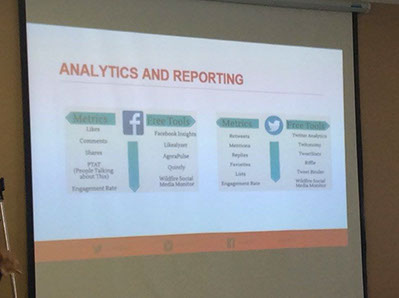 ANALYTICS AND REPORTING
Metrics
Free Tools
Likes
Comments
Shares
PTAT
(People Talking
about This)
Engagement Rate
Facebook Insights
Likealyzer
AgoraPulse
Quintly
Wildfire Social
Media Monitor
Metrics
Free Tools
Retweets
Mentions
Replies
Favorites
Lists
Engagement Rate
Twitter Analytics
Twitonomy
TweetStats
Riffle
Tweet Binder
Wildfire Social
Media Monitor